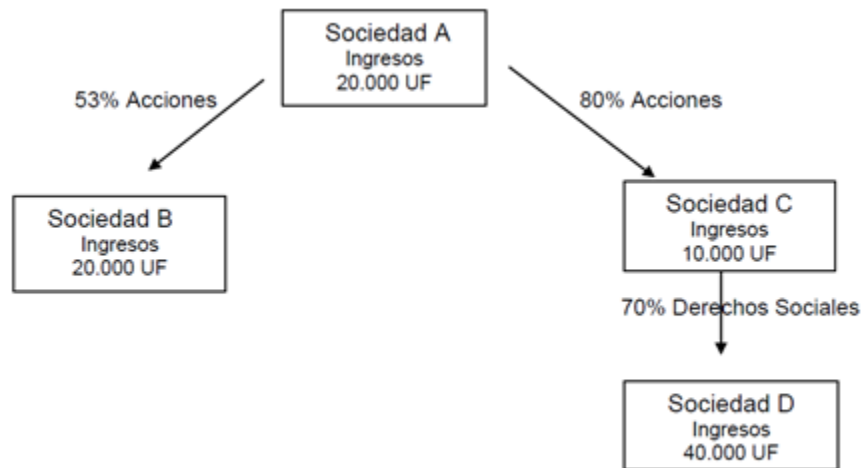 Sociedad A
Ingresos
20.000 UF
53% Acciones
80% Acciones
Sociedad B
Ingresos
20.000 UF
Sociedad C
Ingresos
10.000 UF
70% Derechos Sociales
Sociedad D
Ingresos
40.000 UF